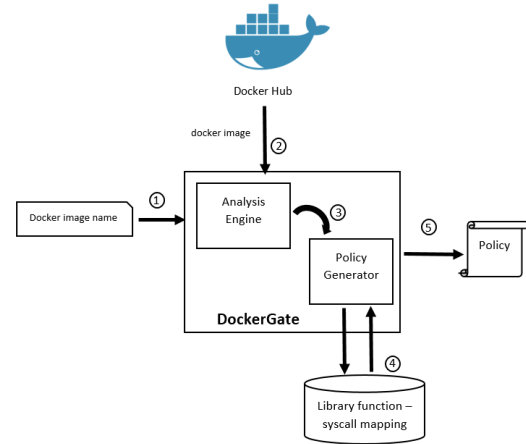 Docker Hub
docker image
2
1
Docker image name
Analysis
Engine
3
Policy
Generator
5
Policy
DockerGate
4
Library function –
syscall mapping